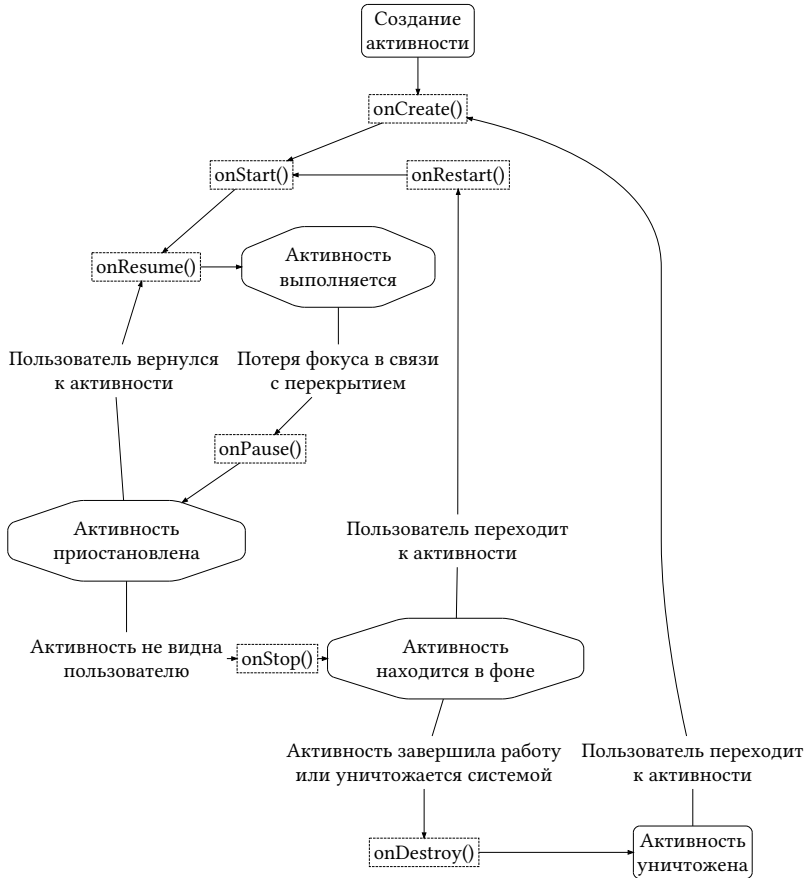 Создание
активности
onCreate()
onStart()
onRestart()
onResume()
Активность
выполняется
Пользователь вернулся
к активности
Потеря фокуса в связи
с перекрытием
onPause()
Активность
приостановлена
Пользователь переходит
к активности
Активность не видна
пользователю
onStop()
Активность
находится в фоне
Активность завершила работу
или уничтожается системой
Пользователь переходит
к активности
onDestroy()
Активность
уничтожена